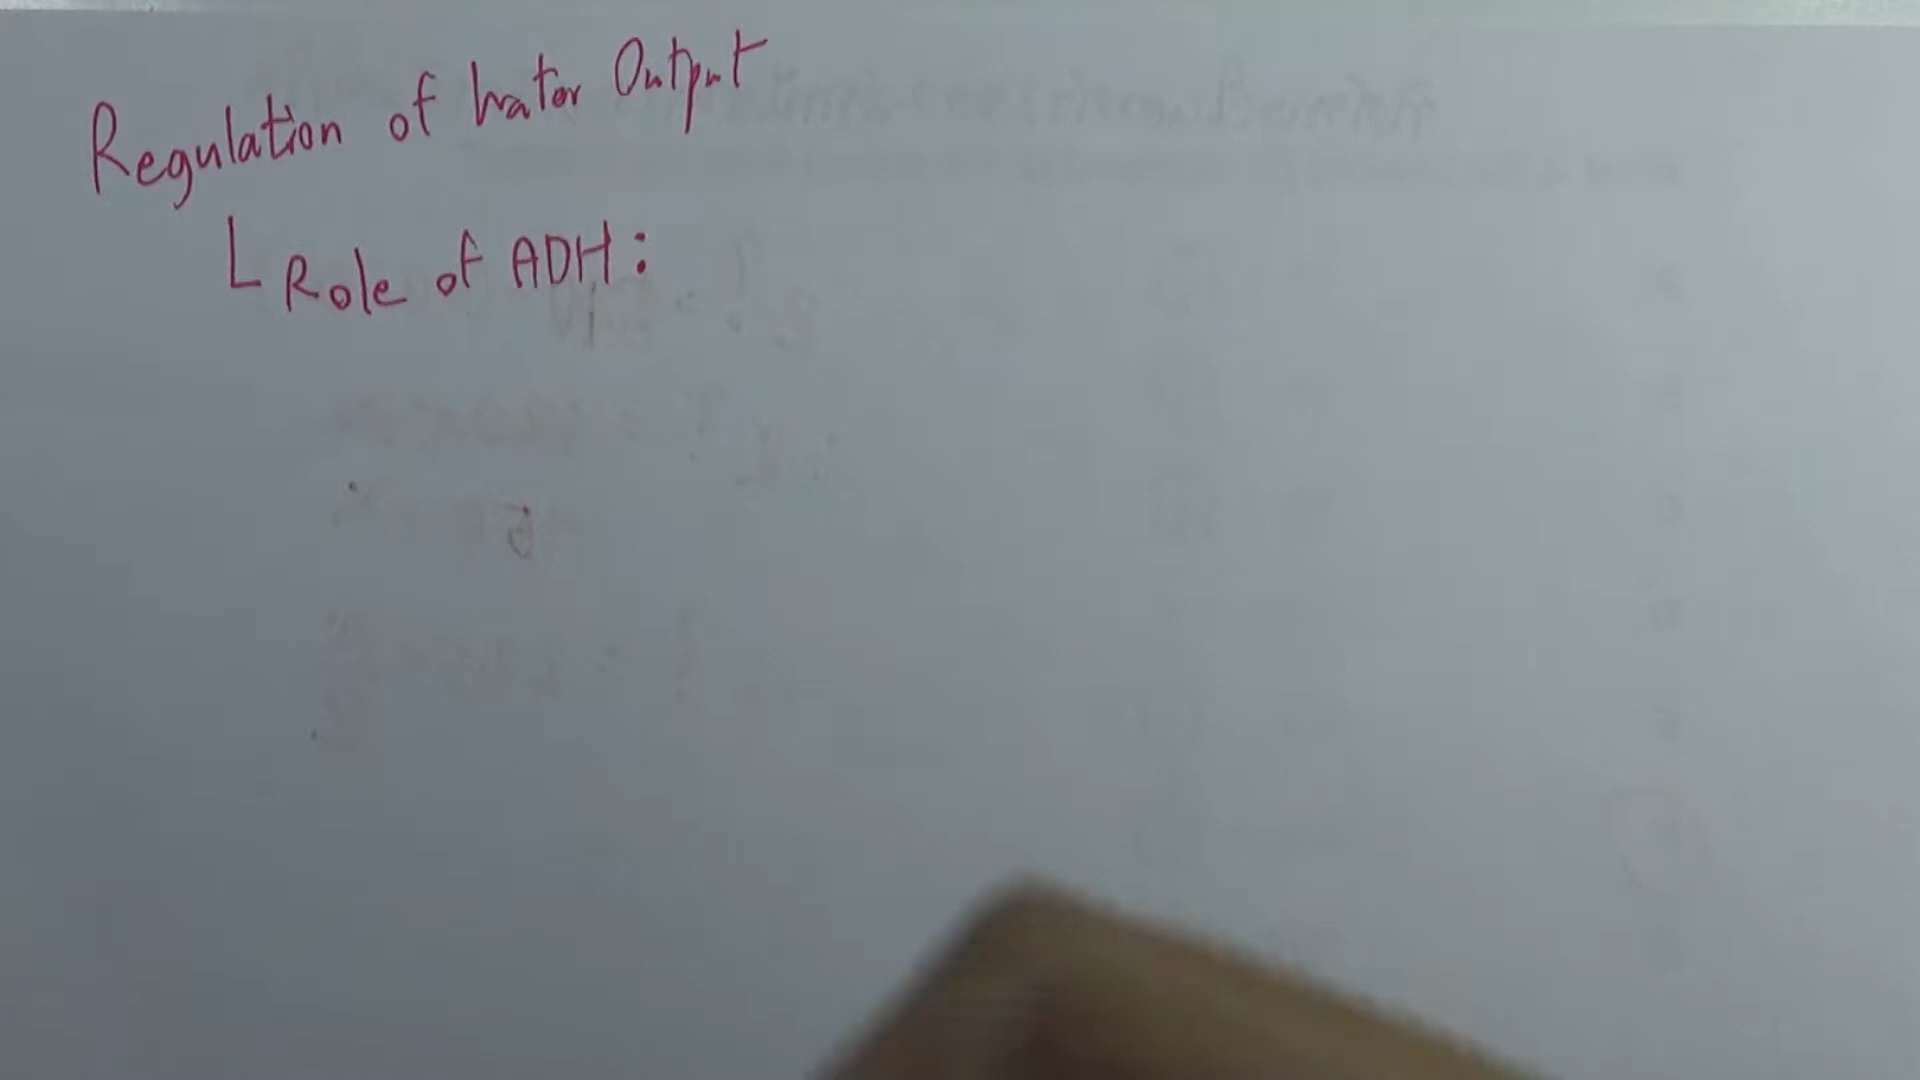 Regulation of water Output
Role of ADH: